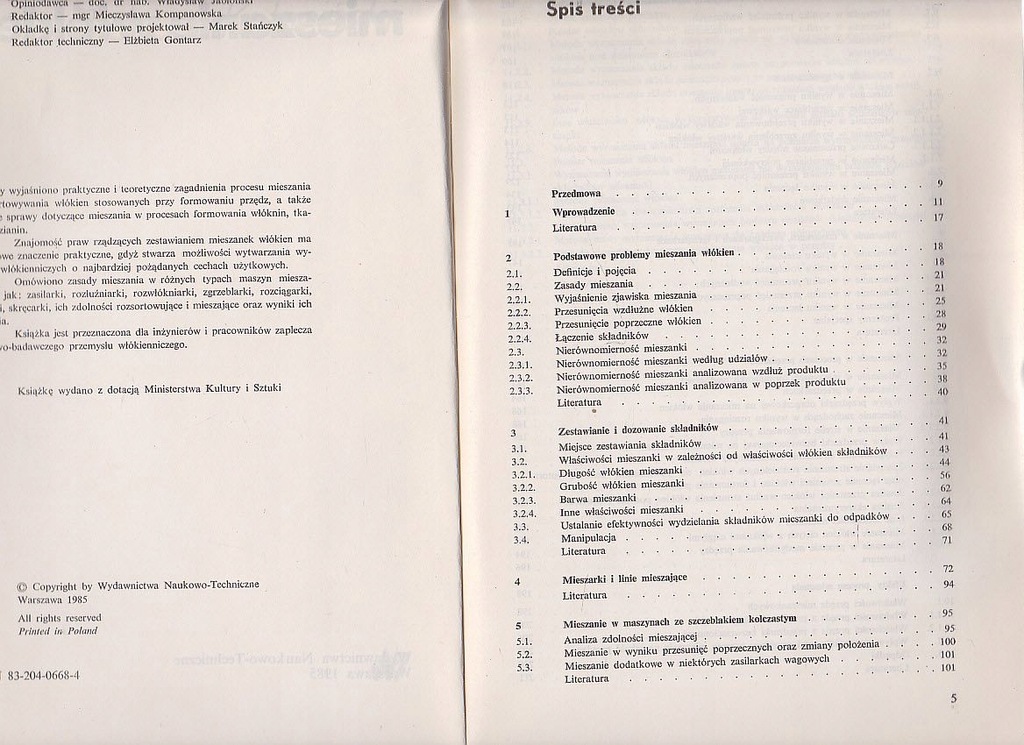 Opiniodawca — doc. dr hab. Władysław Jabłoński
Redaktor — mgr Mieczysława Kompanowska
Okładkę i strony tytułowe projektował — Marek Stańczyk
Redaktor techniczny — Elżbieta Gontarz
y wyjaśniono praktyczne i teoretyczne zagadnienia procesu mieszania
towywania włókien stosowanych przy formowaniu przędz, a także
sprawy dotyczące mieszania w procesach formowania włóknin, tka-
zianin.
Znajomość praw rządzących zestawianiem mieszanek włókien ma
we znaczenie praktyczne, gdyż stwarza możliwości wytwarzania wy-
włókienniczych o najbardziej pożądanych cechach użytkowych.
Omówiono zasady mieszania w różnych typach maszyn miesza-
jak: zasilarki, rozluźniarki, rozwłókniarki, zgrzeblarki, rozciągarki,
i, skręcarki, ich zdolności rozsortowujące i mieszające oraz wyniki ich
ia.
Książka jest przeznaczona dla inżynierów i pracowników zaplecza
wo-badawczego przemysłu włókienniczego.
Książkę wydano z dotacją Ministerstwa Kultury i Sztuki
© Copyright by Wydawnictwa Naukowo-Techniczne
Warszawa 1985
All rights reserved
Printed in Poland
83-204-0668-4
Spis treści
Przedmowa . . . . . 9
1 Wprowadzenie . . . . . 11
Literatura . . . . . 17
2 Podstawowe problemy mieszania włókien . . . . . 18
2.1. Definicje i pojęcia . . . . . 18
2.2. Zasady mieszania . . . . . 21
2.2.1. Wyjaśnienie zjawiska mieszania . . . . . 21
2.2.2. Przesunięcia wzdłużne włókien . . . . . 25
2.2.3. Przesunięcie poprzeczne włókien . . . . . 28
2.2.4. Łączenie składników . . . . . 29
2.3. Nierównomierność mieszanki . . . . . 32
2.3.1. Nierównomierność mieszanki według udziałów . . . . . 32
2.3.2. Nierównomierność mieszanki analizowana wzdłuż produktu . . . . . 35
2.3.3. Nierównomierność mieszanki analizowana w poprzek produktu . . . . . 38
Literatura . . . . . 40
3 Zestawianie i dozowanie składników . . . . . 41
3.1. Miejsce zestawiania składników . . . . . 41
3.2. Właściwości mieszanki w zależności od właściwości włókien składników . . . 43
3.2.1. Długość włókien mieszanki . . . . . 44
3.2.2. Grubość włókien mieszanki . . . . . 56
3.2.3. Barwa mieszanki . . . . . 62
3.2.4. Inne właściwości mieszanki . . . . . 64
3.3. Ustalanie efektywności wydzielania składników mieszanki do odpadków . . . 65
3.4. Manipulacja . . . . . 68
Literatura . . . . . 71
4 Mieszarki i linie mieszające . . . . . 72
Literatura . . . . . 94
5 Mieszanie w maszynach ze szczeblakiem kolczastym . . . . . 95
5.1. Analiza zdolności mieszającej . . . . . 95
5.2. Mieszanie w wyniku przesunięć poprzecznych oraz zmiany położenia . . . . 100
5.3. Mieszanie dodatkowe w niektórych zasilarkach wagowych . . . . . 101
Literatura . . . . . 101
5